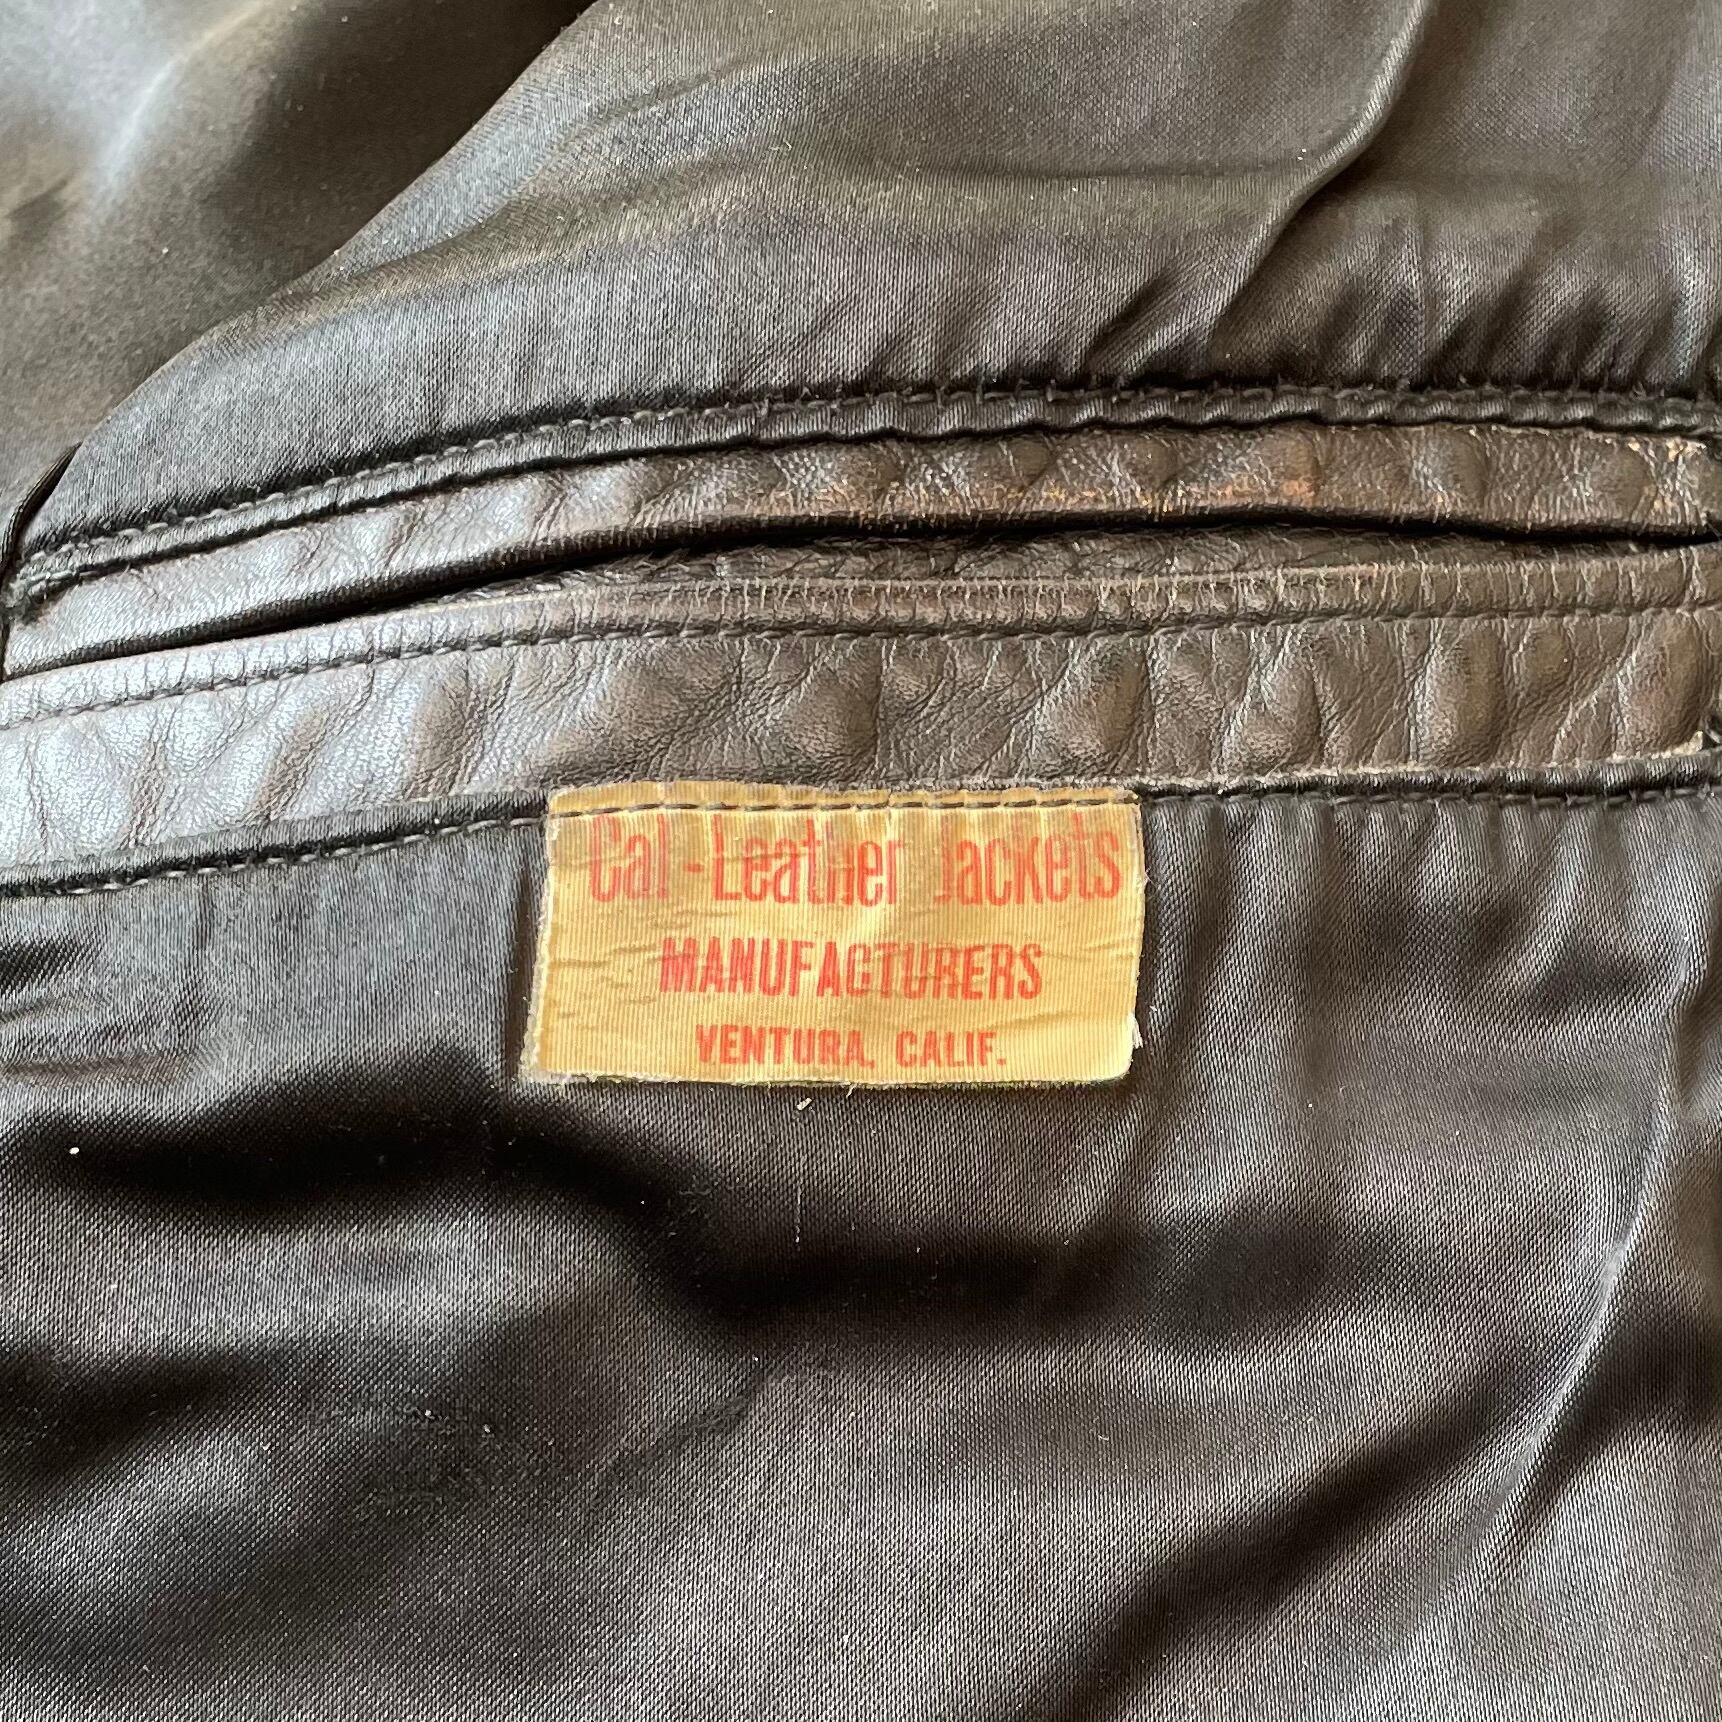 Cal-Leather Jackets
MANUFACTURERS
VENTURA, CALIF.